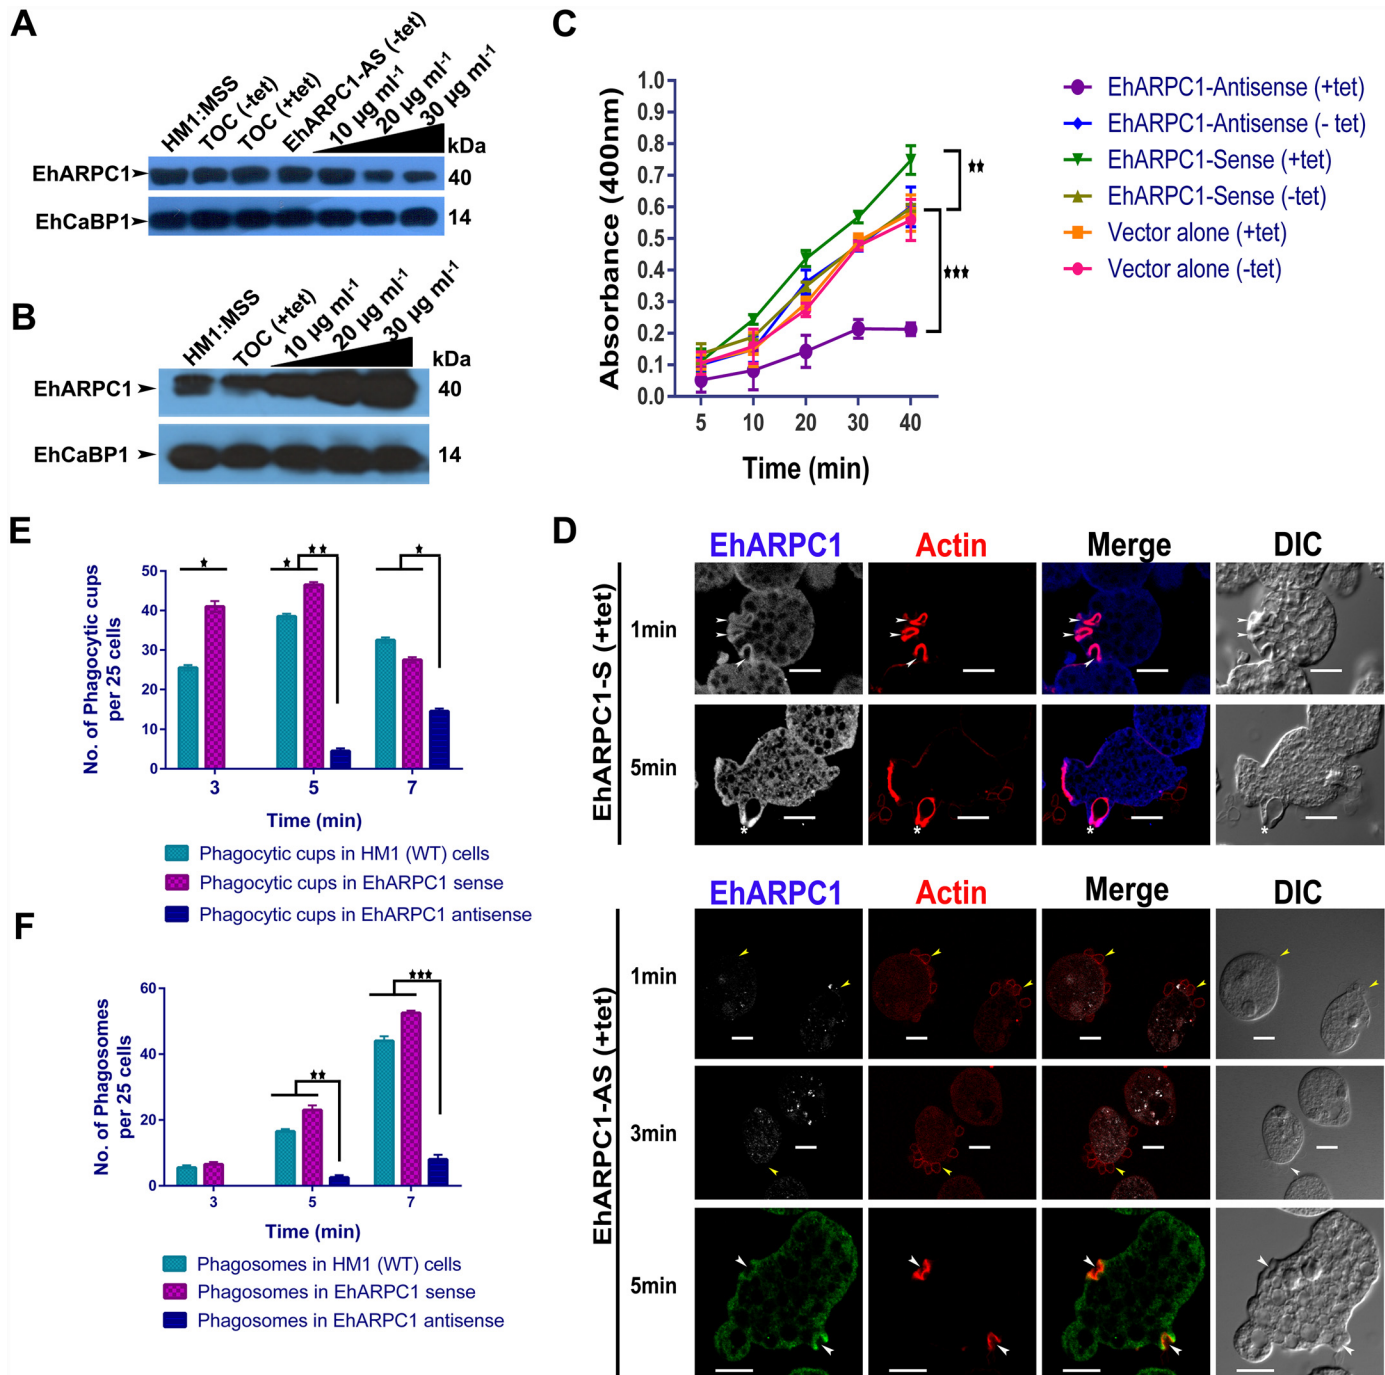 A
HM1:MSS
TOC (-tet)
TOC (+tet)
EhARPC1-AS (-tet)
10 µg ml-1
20 µg ml-1
30 µg ml-1
kDa
EhARPC1
40
EhCaBP1
14
B
HM1:MSS
TOC (+tet)
10 µg ml-1
20 µg ml-1
30 µg ml-1
kDa
EhARPC1
40
EhCaBP1
14
C
Absorbance (400nm)
1.0
0.9
0.8
0.7
0.6
0.5
0.4
0.3
0.2
0.1
0.0
5 10 20 30 40
Time (min)
EhARPC1-Antisense (+tet)
EhARPC1-Antisense (- tet)
EhARPC1-Sense (+tet)
EhARPC1-Sense (-tet)
Vector alone (+tet)
Vector alone (-tet)
E
No. of Phagocytic cups
per 25 cells
50
40
30
20
10
0
3 5 7
Time (min)
Phagocytic cups in HM1 (WT) cells
Phagocytic cups in EhARPC1 sense
Phagocytic cups in EhARPC1 antisense
F
No. of Phagosomes
per 25 cells
60
40
20
0
3 5 7
Time (min)
Phagosomes in HM1 (WT) cells
Phagosomes in EhARPC1 sense
Phagosomes in EhARPC1 antisense
D
EhARPC1 Actin Merge DIC
EhARPC1-S (+tet)
1min
5min
* * * *
EhARPC1 Actin Merge DIC
EhARPC1-AS (+tet)
1min
3min
5min